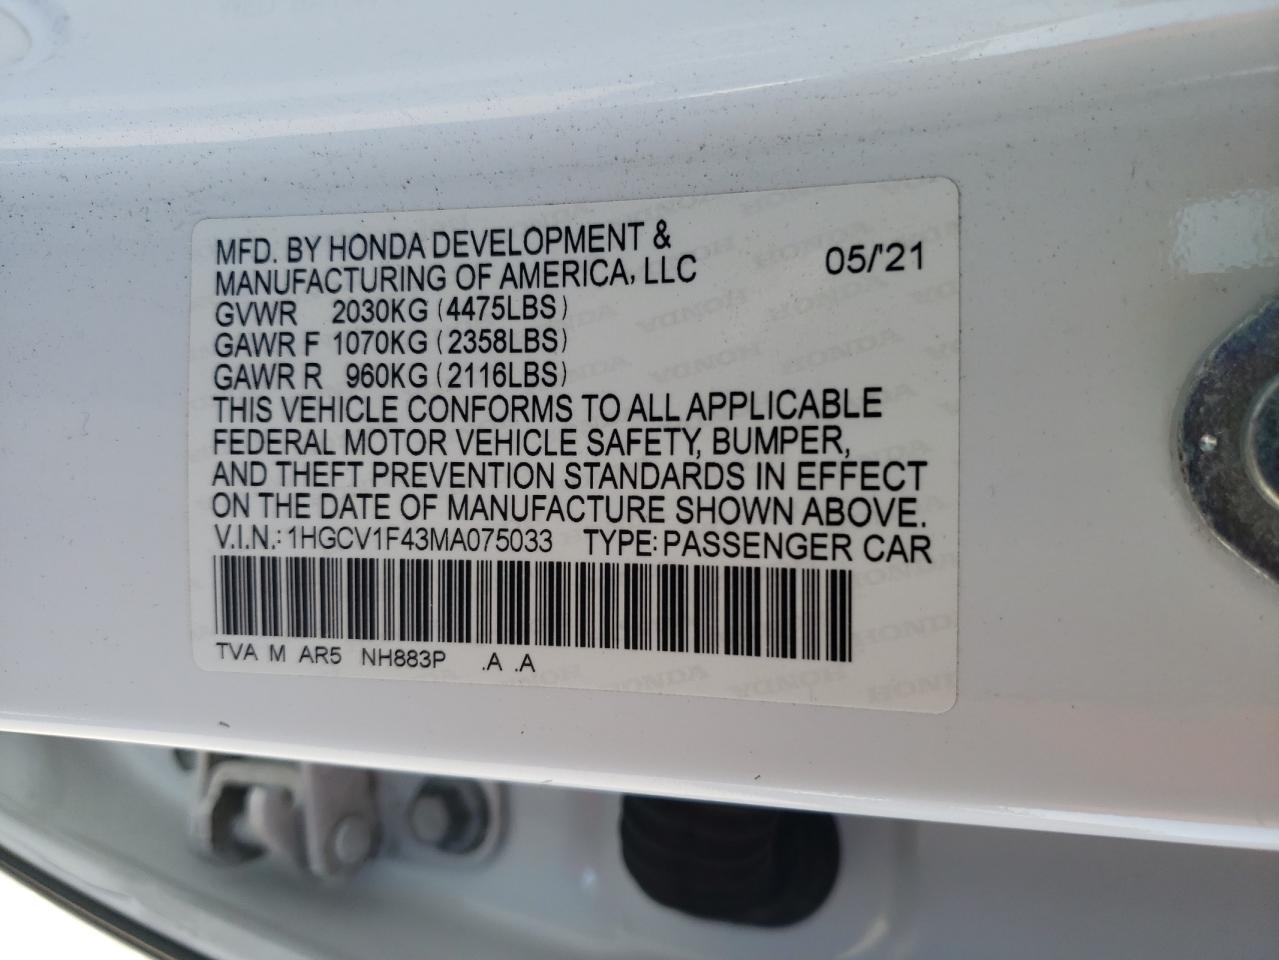 MFD. BY HONDA DEVELOPMENT &
MANUFACTURING OF AMERICA, LLC 05/'21
GVWR 2030KG (4475LBS)
GAWR F 1070KG (2358LBS)
GAWR R 960KG (2116LBS)
THIS VEHICLE CONFORMS TO ALL APPLICABLE
FEDERAL MOTOR VEHICLE SAFETY, BUMPER,
AND THEFT PREVENTION STANDARDS IN EFFECT
ON THE DATE OF MANUFACTURE SHOWN ABOVE.
V.I.N.: 1HGCV1F43MA075033 TYPE: PASSENGER CAR
TVA M AR5 NH883P .A .A